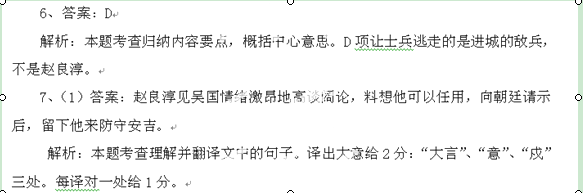 6、答案：D
解析：本题考查归纳内容要点，概括中心意思。D 项让士兵逃走的是进城的敌兵，
不是赵良淳。
7、（1）答案：赵良淳见吴国情绪激昂地高谈阔论，料想他可以任用，向朝廷请示
后，留下他来防守安吉。
解析：本题考查理解并翻译文中的句子。译出大意给 2 分；“大言”、“意”、“戍”
三处。每译对一处给 1 分。